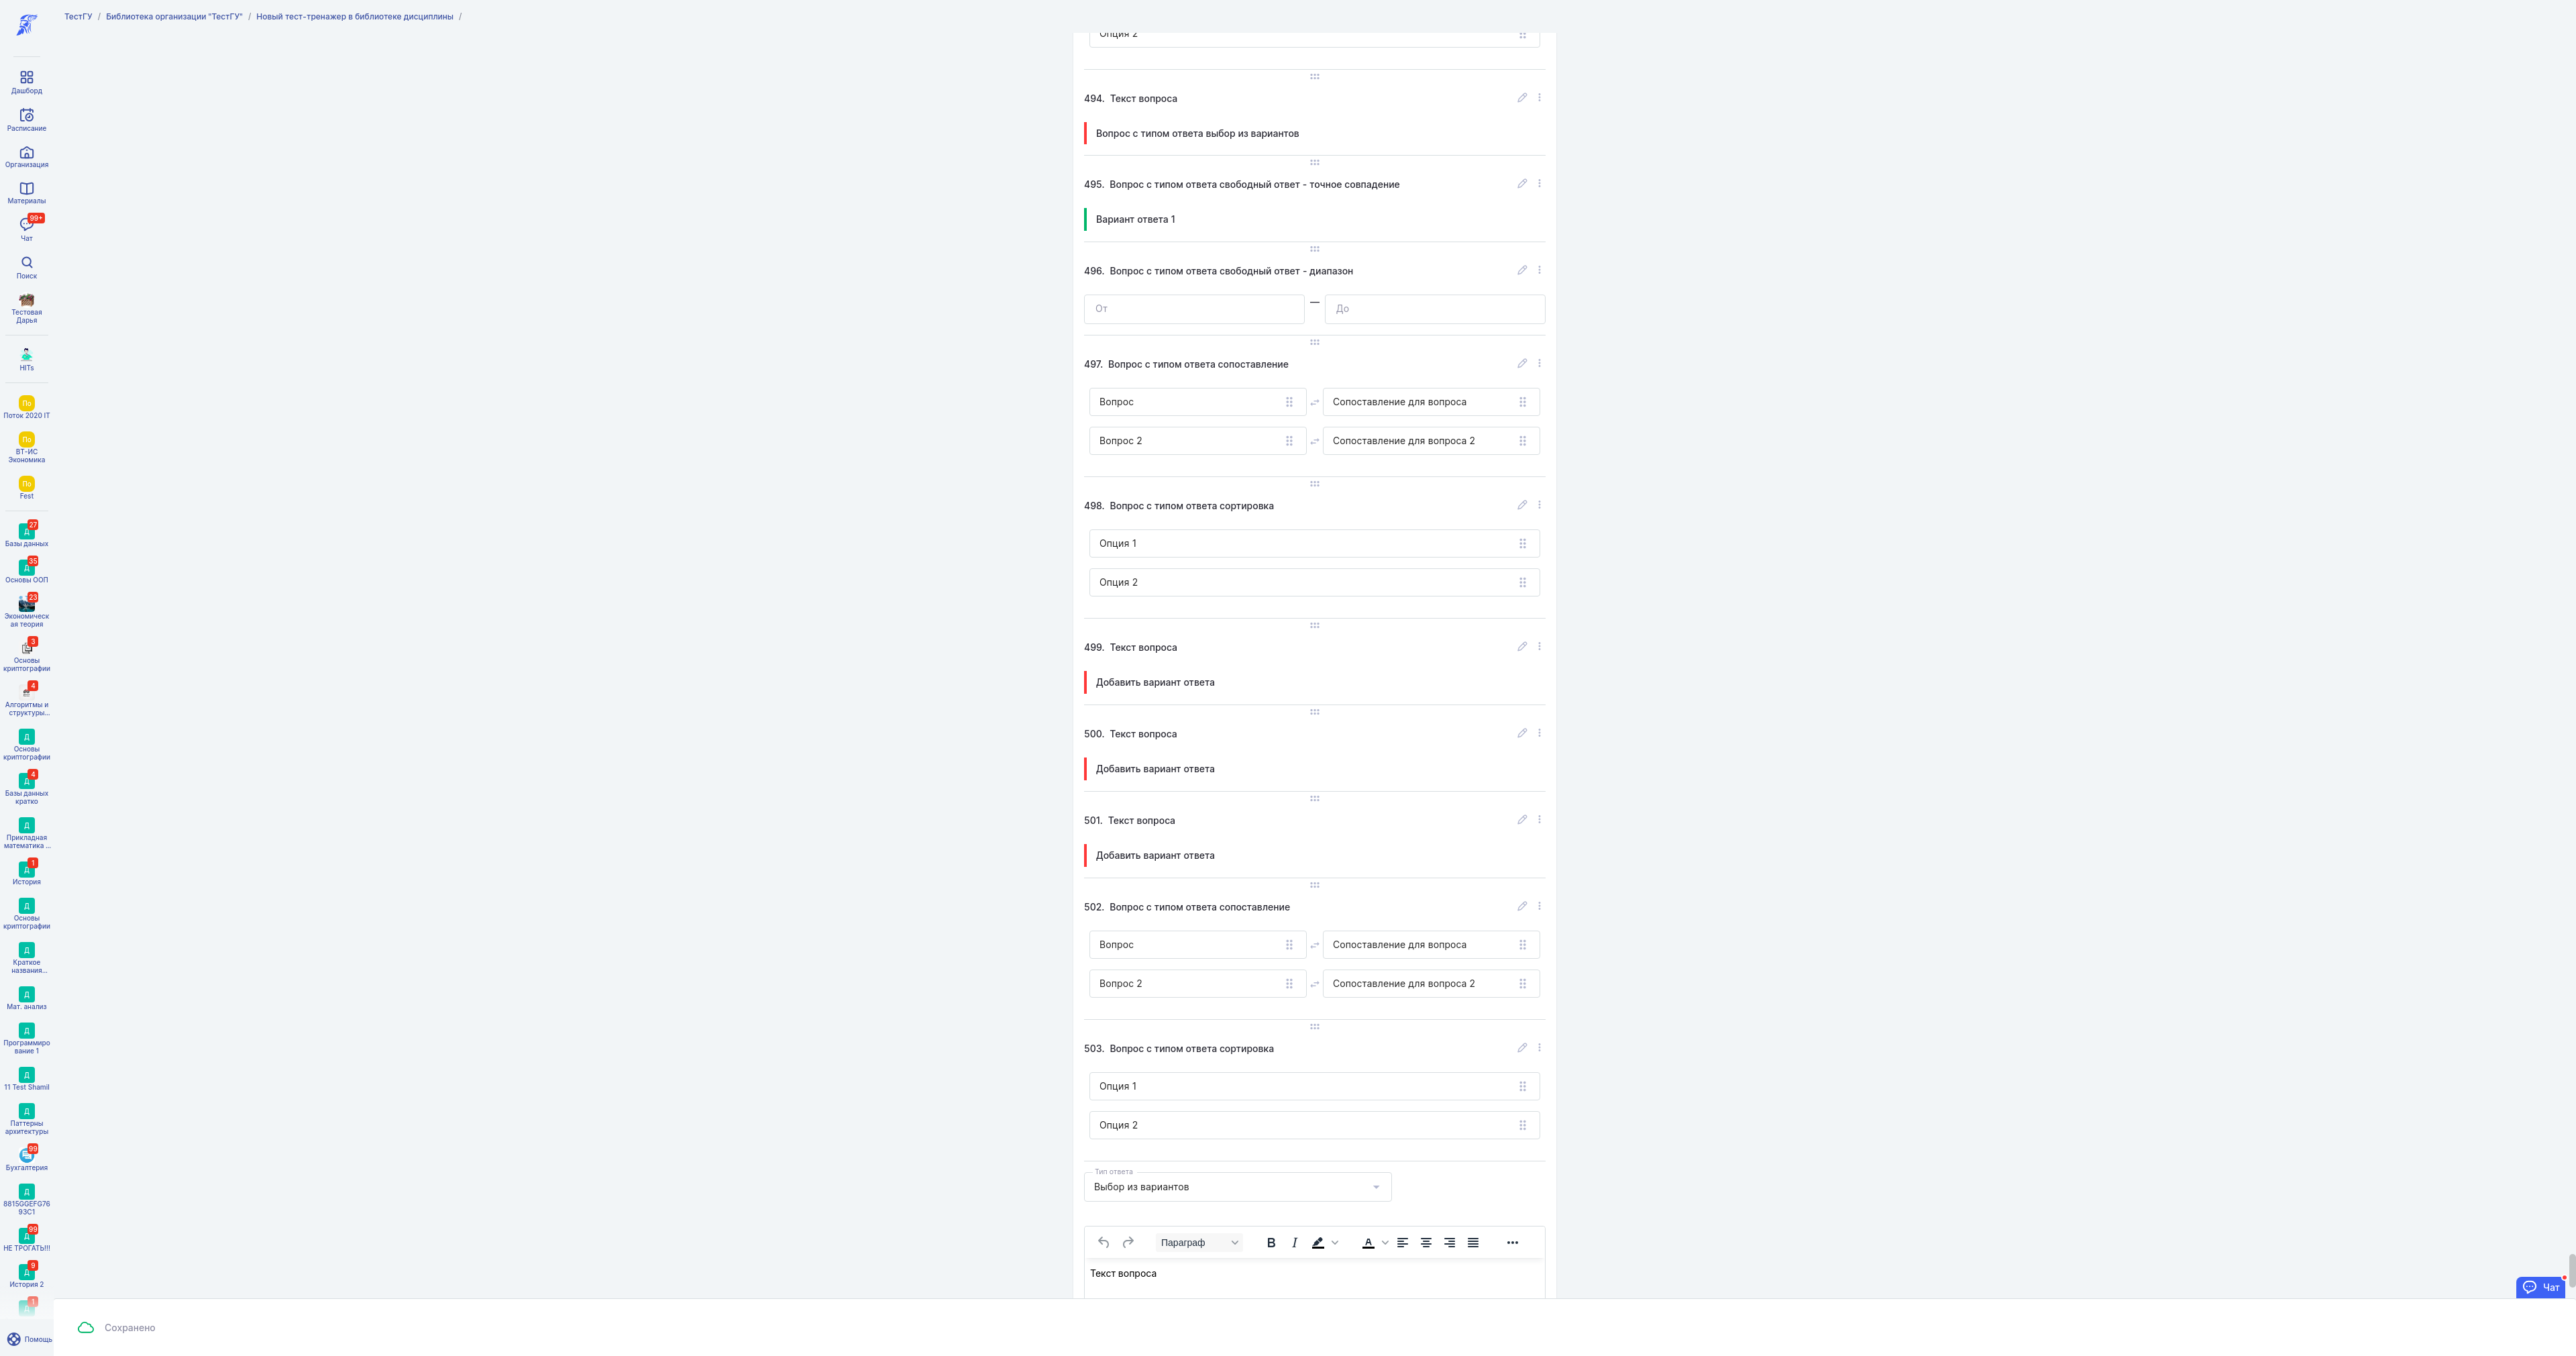 ТестГУ / Библиотека организации "ТестГУ" / Новый тест-тренажер в библиотеке дисциплины /
Дашборд
Расписание
Организация
Материалы
99+
Чат
Поиск
Тестовая
Дарья
HITs
По
Поток 2020 IT
По
ВТ-ИС
Экономика
По
Fest
27
Д
Базы данных
35
Д
Основы ООП
23
Экономическ
ая теория
3
Основы
криптографии
4
Алгоритмы и
структуры...
Д
Основы
криптографии
4
Д
Базы данных
кратко
Д
Прикладная
математика ...
1
Д
История
Д
Основы
криптографии
Д
Краткое
названия...
Д
Мат. анализ
Д
Программиро
вание 1
Д
11 Test Shamil
Д
Паттерны
архитектуры
99
Бухгалтерия
Д
8815GGEFG76
93C1
99
Д
НЕ ТРОГАТЬ!!!
9
Д
История 2
1
Д
Помощь
Опция 2
494. Текст вопроса
Вопрос с типом ответа выбор из вариантов
495. Вопрос с типом ответа свободный ответ - точное совпадение
Вариант ответа 1
496. Вопрос с типом ответа свободный ответ - диапазон
От — До
497. Вопрос с типом ответа сопоставление
Вопрос Сопоставление для вопроса
Вопрос 2 Сопоставление для вопроса 2
498. Вопрос с типом ответа сортировка
Опция 1
Опция 2
499. Текст вопроса
Добавить вариант ответа
500. Текст вопроса
Добавить вариант ответа
501. Текст вопроса
Добавить вариант ответа
502. Вопрос с типом ответа сопоставление
Вопрос Сопоставление для вопроса
Вопрос 2 Сопоставление для вопроса 2
503. Вопрос с типом ответа сортировка
Опция 1
Опция 2
Тип ответа
Выбор из вариантов
Параграф B I A
Текст вопроса
Чат
Сохранено